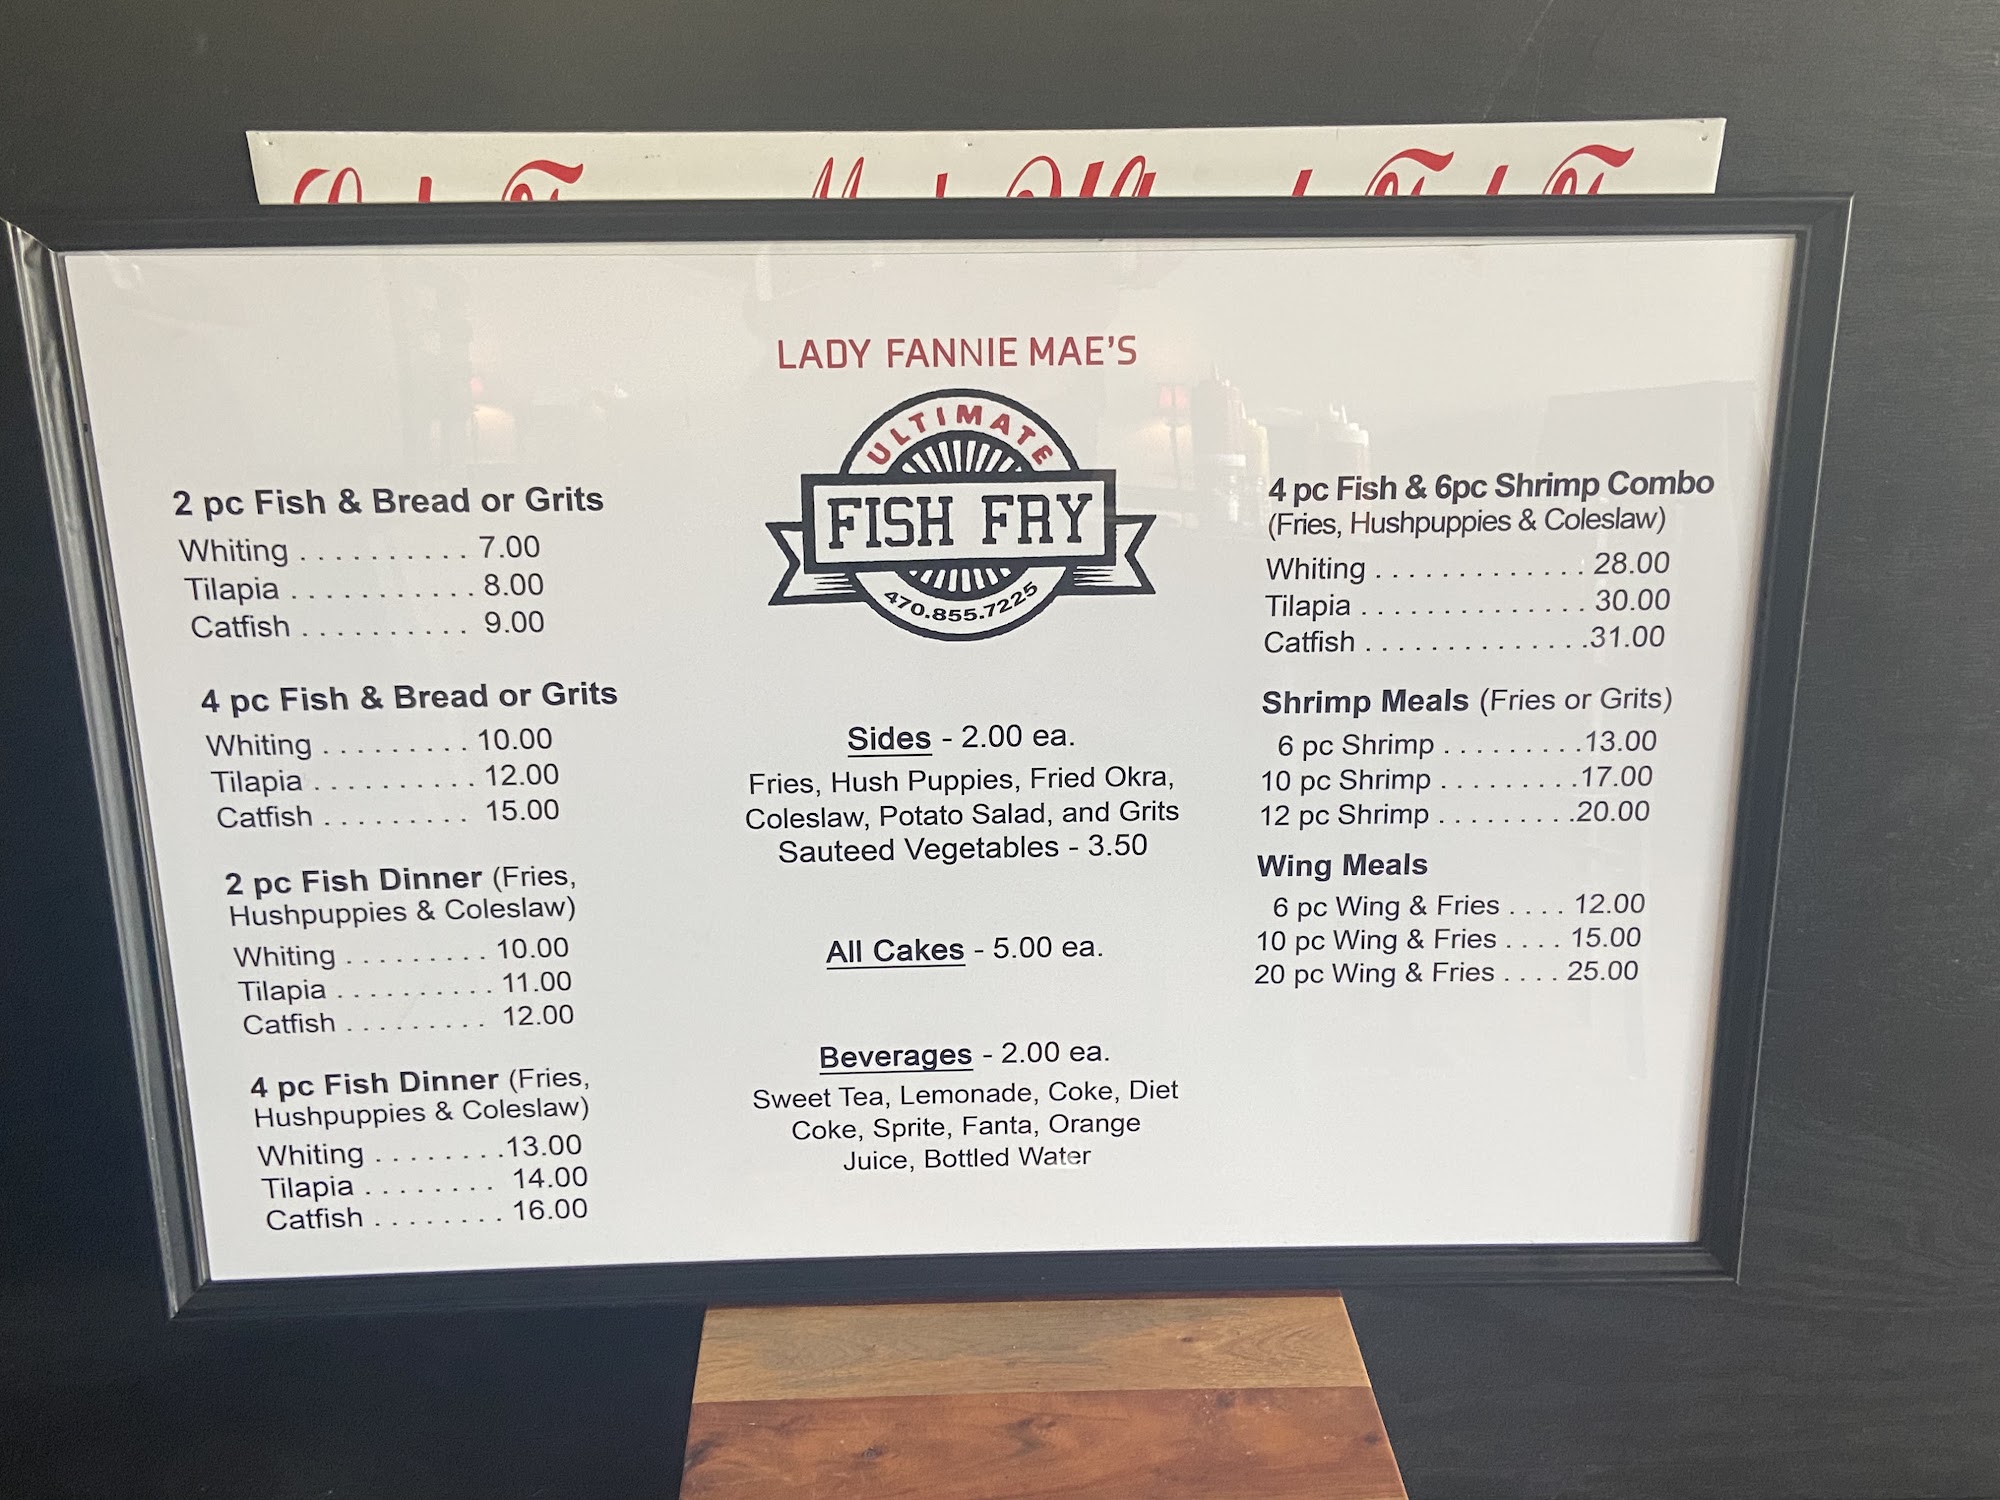 LADY FANNIE MAE'S
ULTIMATE
FISH FRY
470.855.7225
2 pc Fish & Bread or Grits
Whiting . . . . . . . . . . 7.00
Tilapia . . . . . . . . . . . 8.00
Catfish . . . . . . . . . . 9.00
4 pc Fish & Bread or Grits
Whiting . . . . . . . . . 10.00
Tilapia . . . . . . . . . . 12.00
Catfish . . . . . . . . . 15.00
2 pc Fish Dinner (Fries,
Hushpuppies & Coleslaw)
Whiting . . . . . . . . . 10.00
Tilapia . . . . . . . . . . 11.00
Catfish . . . . . . . . . 12.00
4 pc Fish Dinner (Fries,
Hushpuppies & Coleslaw)
Whiting . . . . . . . .13.00
Tilapia . . . . . . . . 14.00
Catfish . . . . . . . . 16.00
Sides - 2.00 ea.
Fries, Hush Puppies, Fried Okra,
Coleslaw, Potato Salad, and Grits
Sauteed Vegetables - 3.50
All Cakes - 5.00 ea.
Beverages - 2.00 ea.
Sweet Tea, Lemonade, Coke, Diet
Coke, Sprite, Fanta, Orange
Juice, Bottled Water
4 pc Fish & 6pc Shrimp Combo
(Fries, Hushpuppies & Coleslaw)
Whiting . . . . . . . . . . . . . 28.00
Tilapia . . . . . . . . . . . . . . 30.00
Catfish . . . . . . . . . . . . . .31.00
Shrimp Meals (Fries or Grits)
6 pc Shrimp . . . . . . . . .13.00
10 pc Shrimp . . . . . . . . .17.00
12 pc Shrimp . . . . . . . . .20.00
Wing Meals
6 pc Wing & Fries . . . . 12.00
10 pc Wing & Fries . . . . 15.00
20 pc Wing & Fries . . . . 25.00